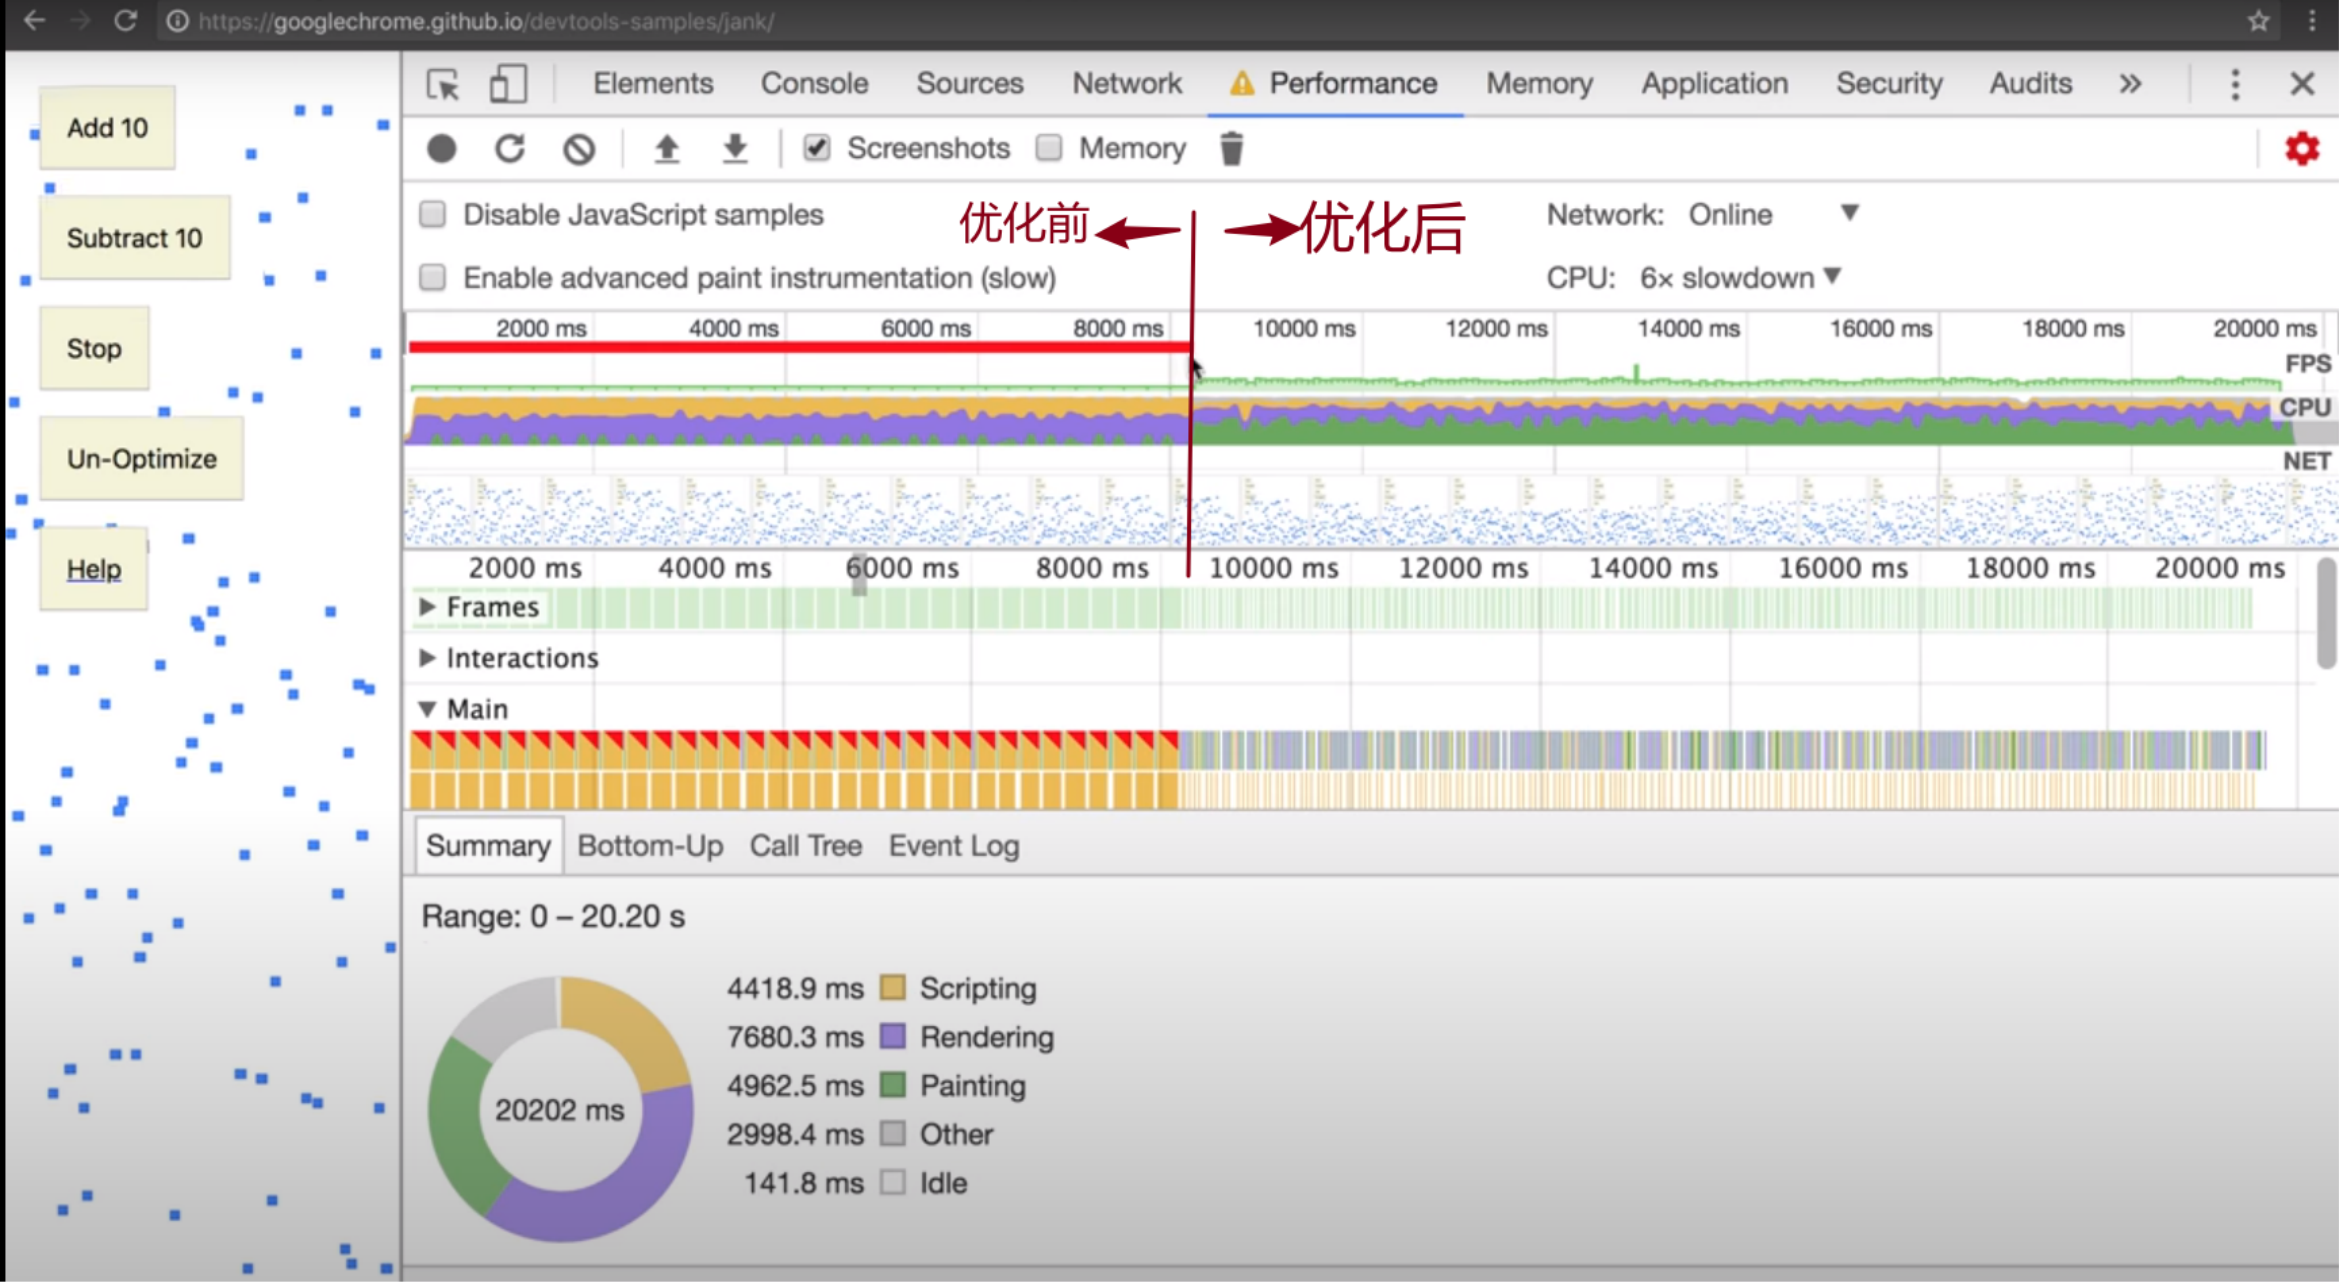 https://googlechrome.github.io/devtools-samples/jank/
Add 10
Subtract 10
Stop
Un-Optimize
Help
Elements Console Sources Network Performance Memory Application Security Audits »
Screenshots Memory
Disable JavaScript samples
优化前 优化后
Network: Online
Enable advanced paint instrumentation (slow)
CPU: 6× slowdown
2000 ms 4000 ms 6000 ms 8000 ms 10000 ms 12000 ms 14000 ms 16000 ms 18000 ms 20000 ms
FPS
CPU
NET
2000 ms 4000 ms 6000 ms 8000 ms 10000 ms 12000 ms 14000 ms 16000 ms 18000 ms 20000 ms
Frames
Interactions
Main
Summary Bottom-Up Call Tree Event Log
Range: 0 – 20.20 s
20202 ms
4418.9 ms Scripting
7680.3 ms Rendering
4962.5 ms Painting
2998.4 ms Other
141.8 ms Idle